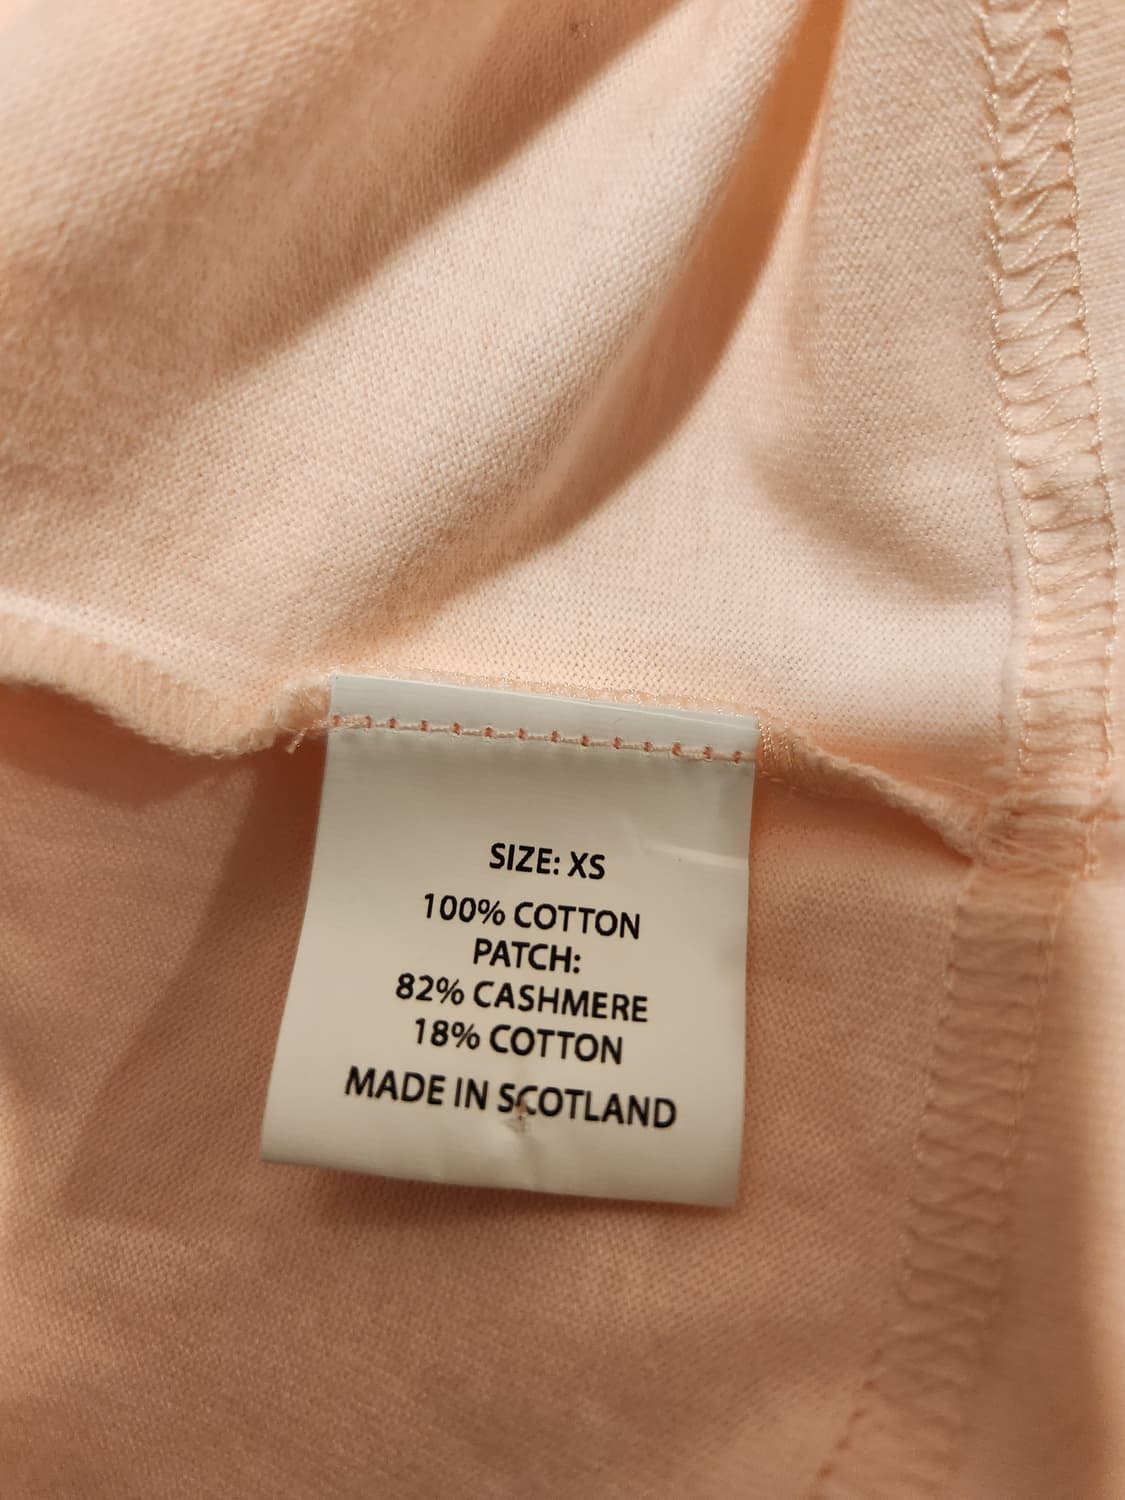 SIZE: XS
100% COTTON
PATCH:
82% CASHMERE
18% COTTON
MADE IN SCOTLAND